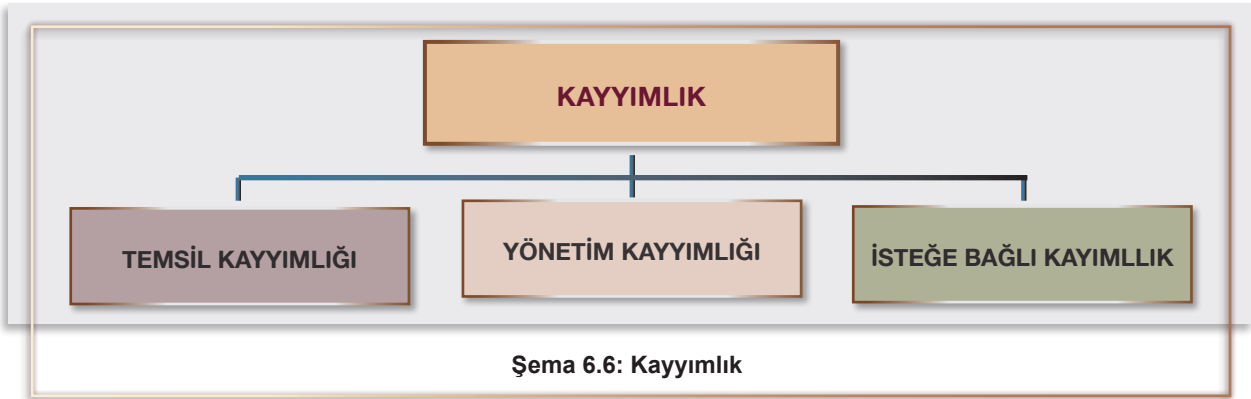 KAYYIMLIK
TEMSİL KAYYIMLIĞI
YÖNETİM KAYYIMLIĞI
İSTEĞE BAĞLI KAYIMLLIK
Şema 6.6: Kayyımlık